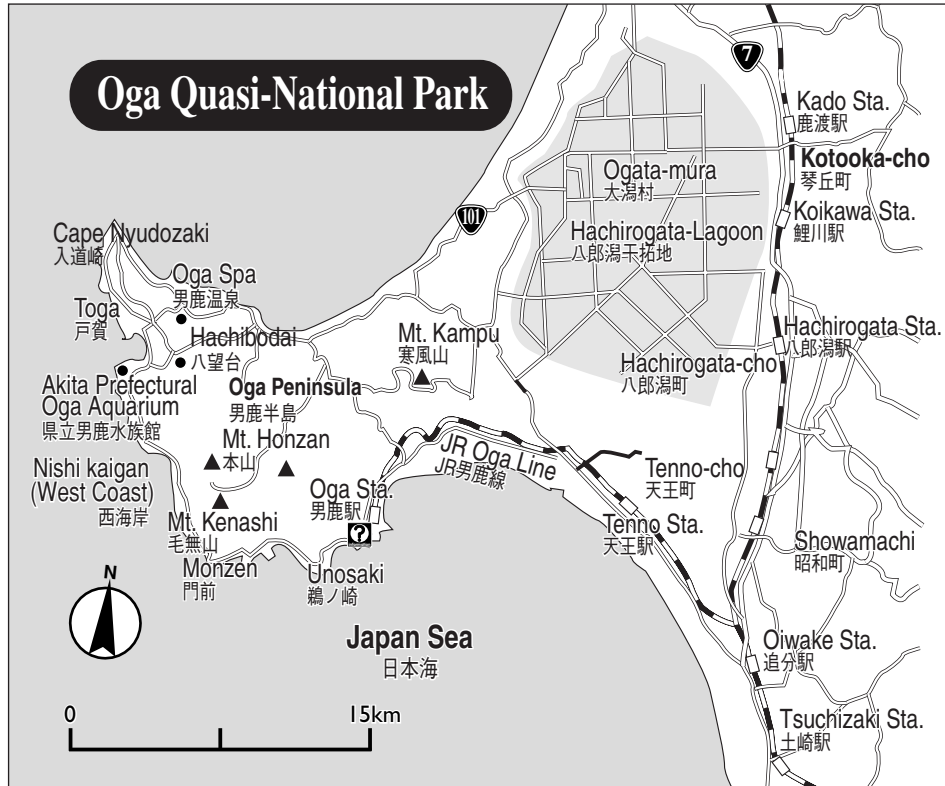 Oga Quasi-National Park
7
Kado Sta.
鹿渡駅
Kotooka-cho
琴丘町
Ogata-mura
大潟村
101
Koikawa Sta.
鯉川駅
Hachirogata-Lagoon
八郎潟干拓地
Cape Nyudozaki
入道崎
Oga Spa
男鹿温泉
Toga
戸賀
Hachibodai
八望台
Mt. Kampu
寒風山
Hachirogata Sta.
八郎潟駅
Hachirogata-cho
八郎潟町
Akita Prefectural
Oga Aquarium
県立男鹿水族館
Oga Peninsula
男鹿半島
Mt. Honzan
本山
JR Oga Line
JR男鹿線
Tenno-cho
天王町
Nishi kaigan
(West Coast)
西海岸
Oga Sta.
男鹿駅
Mt. Kenashi
毛無山
Tenno Sta.
天王駅
?
Showamachi
昭和町
Monzen
門前
Unosaki
鵜ノ崎
N
Japan Sea
日本海
Oiwake Sta.
追分駅
0
15km
Tsuchizaki Sta.
土崎駅